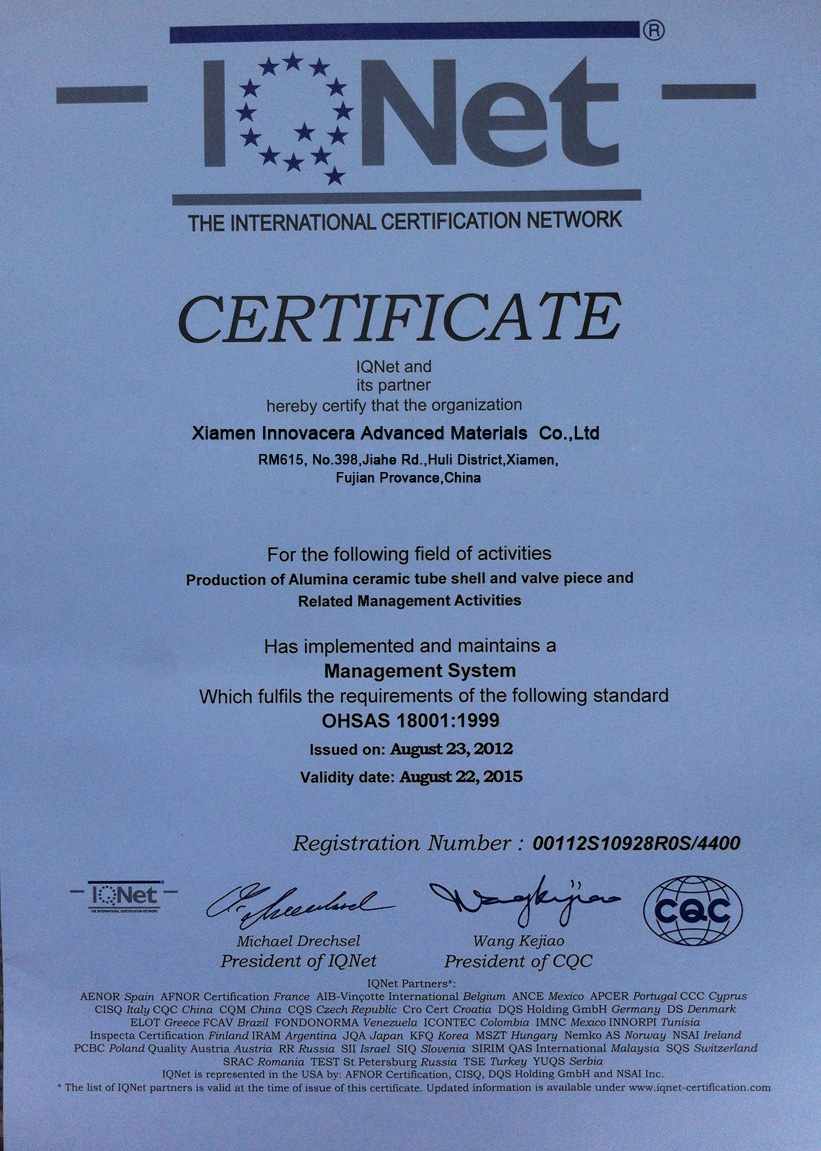 IQNet®
THE INTERNATIONAL CERTIFICATION NETWORK
CERTIFICATE
IQNet and
its partner
hereby certify that the organization
Xiamen Innovacera Advanced Materials Co.,Ltd
RM615, No.398,Jiahe Rd.,Huli District,Xiamen,
Fujian Provance,China
For the following field of activities
Production of Alumina ceramic tube shell and valve piece and
Related Management Activities
Has implemented and maintains a
Management System
Which fulfils the requirements of the following standard
OHSAS 18001:1999
Issued on: August 23, 2012
Validity date: August 22, 2015
Registration Number : 00112S10928R0S/4400
IQNet
THE INTERNATIONAL CERTIFICATION NETWORK
CQC
Michael Drechsel Wang Kejiao
President of IQNet President of CQC
IQNet Partners*:
AENOR Spain AFNOR Certification France AIB-Vinçotte International Belgium ANCE Mexico APCER Portugal CCC Cyprus
CISQ Italy CQC China CQM China CQS Czech Republic Cro Cert Croatia DQS Holding GmbH Germany DS Denmark
ELOT Greece FCAV Brazil FONDONORMA Venezuela ICONTEC Colombia IMNC Mexico INNORPI Tunisia
Inspecta Certification Finland IRAM Argentina JQA Japan KFQ Korea MSZT Hungary Nemko AS Norway NSAI Ireland
PCBC Poland Quality Austria Austria RR Russia SII Israel SIQ Slovenia SIRIM QAS International Malaysia SQS Switzerland
SRAC Romania TEST St Petersburg Russia TSE Turkey YUQS Serbia
IQNet is represented in the USA by: AFNOR Certification, CISQ, DQS Holding GmbH and NSAI Inc.
* The list of IQNet partners is valid at the time of issue of this certificate. Updated information is available under www.iqnet-certification.com